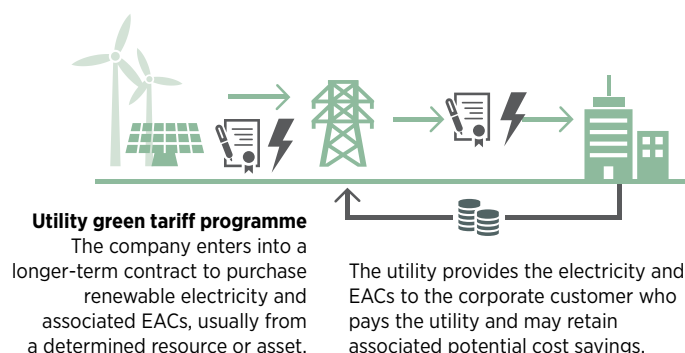 Utility green tariff programme
The company enters into a
longer-term contract to purchase
renewable electricity and
associated EACs, usually from
a determined resource or asset.
The utility provides the electricity and
EACs to the corporate customer who
pays the utility and may retain
associated potential cost savings.